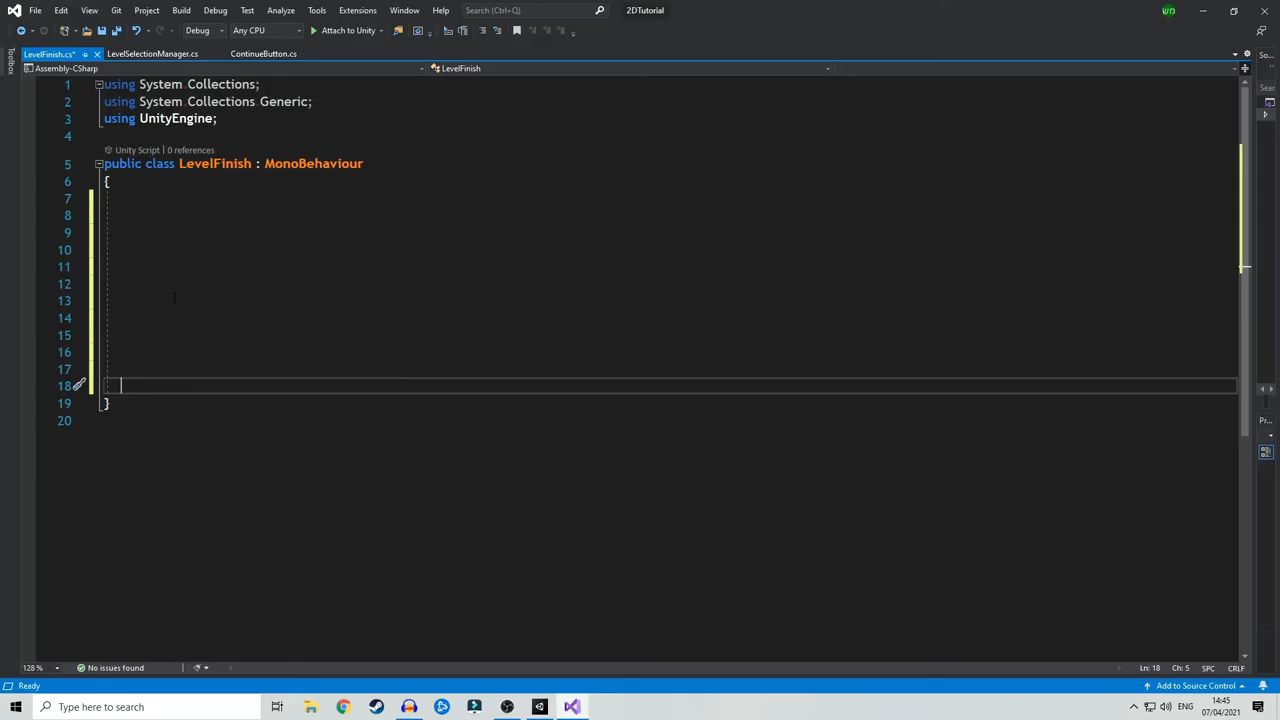 File Edit View Git Project Build Debug Test Analyze Tools Extensions Window Help Search (Ctrl+Q) 2DTutorial
Debug Any CPU Attach to Unity
LevelFinish.cs* LevelSelectionManager.cs ContinueButton.cs So...
Assembly-CSharp LevelFinish
Toolbox
Sear
1 using System.Collections;
2 using System.Collections.Generic;
3 using UnityEngine;
4
Unity Script | 0 references
5 public class LevelFinish : MonoBehaviour
6 {
7
8
9
10
11
12
13
14
15
16
17
18
19 }
20
Pr...
128 % No issues found Ln: 18 Ch: 5 SPC CRLF
Ready Add to Source Control
Type here to search ENG 14:45
07/04/2021